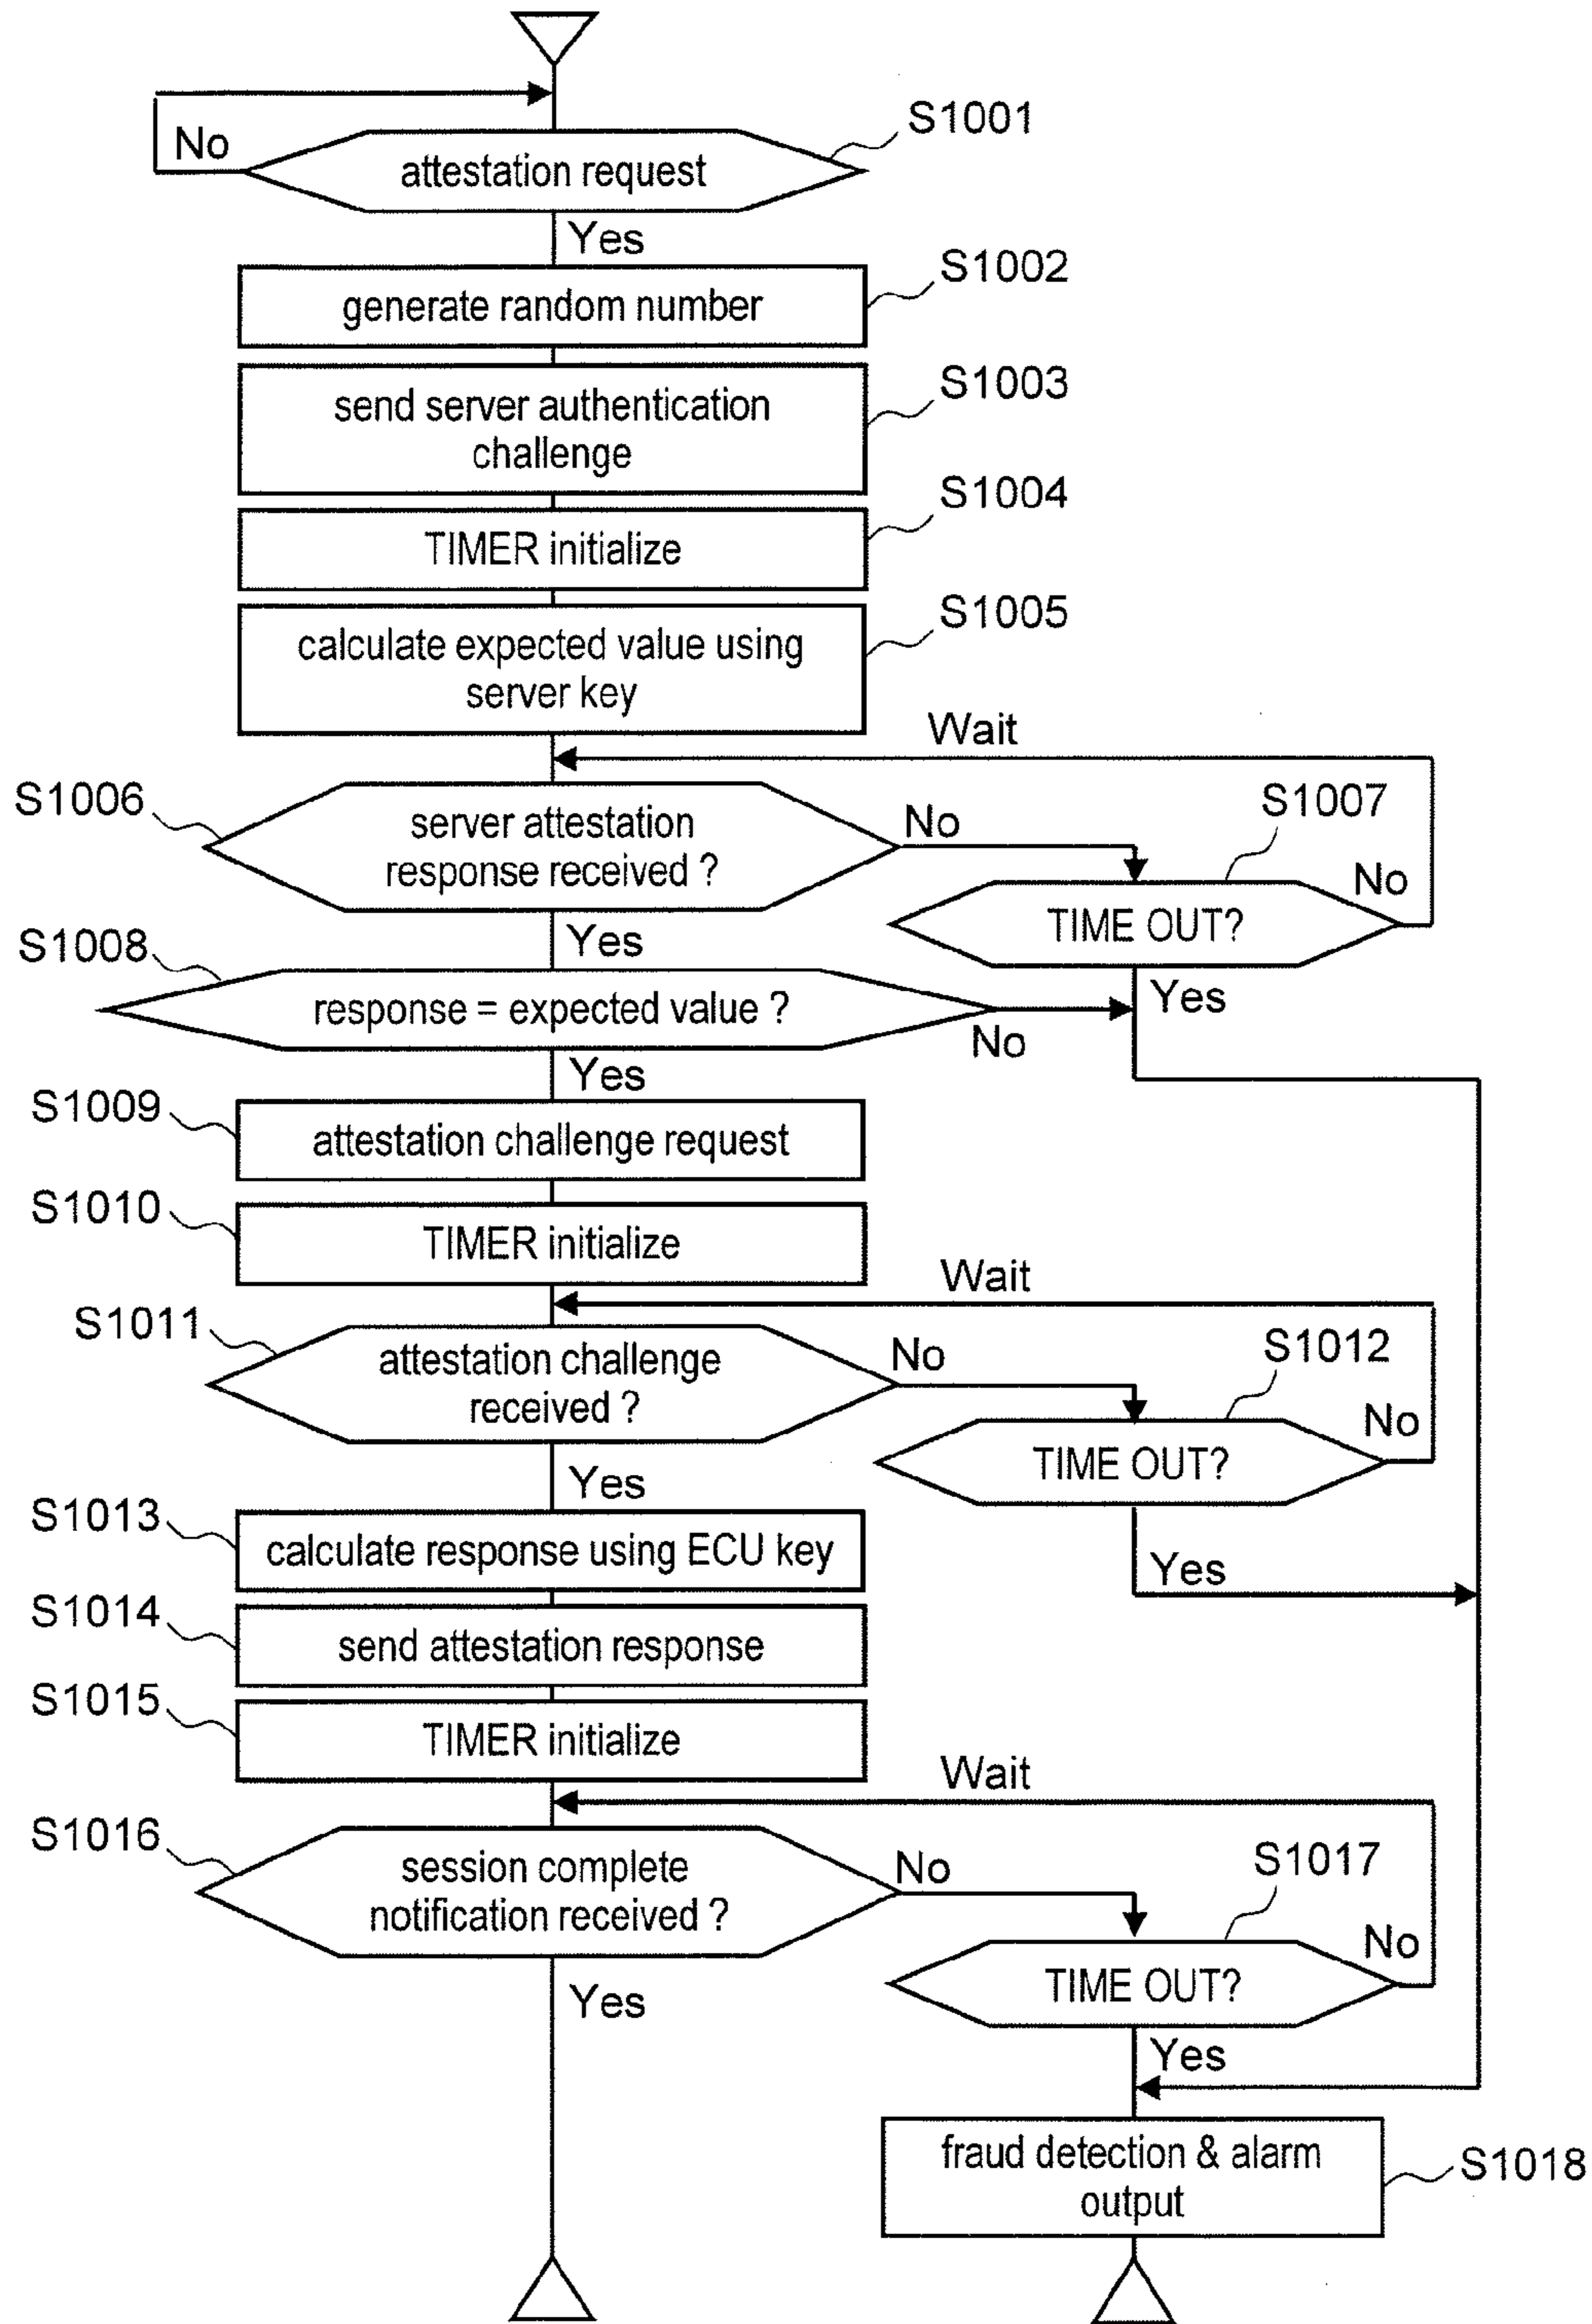 S1001
No
attestation request
Yes
S1002
generate random number
S1003
send server authentication
challenge
S1004
TIMER initialize
S1005
calculate expected value using
server key
Wait
S1006
server attestation
response received ?
No
S1007
TIME OUT?
No
Yes
Yes
S1008
response = expected value ?
No
Yes
S1009
attestation challenge request
S1010
TIMER initialize
Wait
S1011
attestation challenge
received ?
No
S1012
TIME OUT?
No
Yes
Yes
S1013
calculate response using ECU key
S1014
send attestation response
S1015
TIMER initialize
Wait
S1016
session complete
notification received ?
No
S1017
TIME OUT?
No
Yes
Yes
fraud detection & alarm
output
S1018